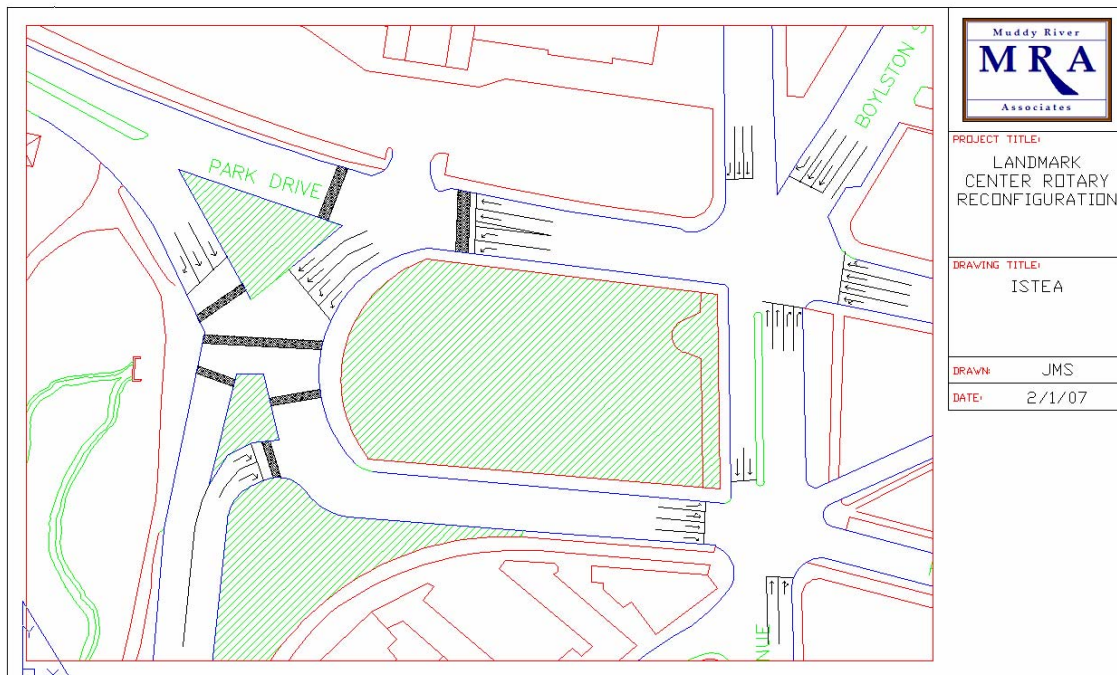 PARK DRIVE
BOYLSTON S
NUE
Muddy River
MRA
Associates
PROJECT TITLE:
LANDMARK
CENTER ROTARY
RECONFIGURATION
DRAWING TITLE:
ISTEA
DRAWN: JMS
DATE: 2/1/07
Y
X